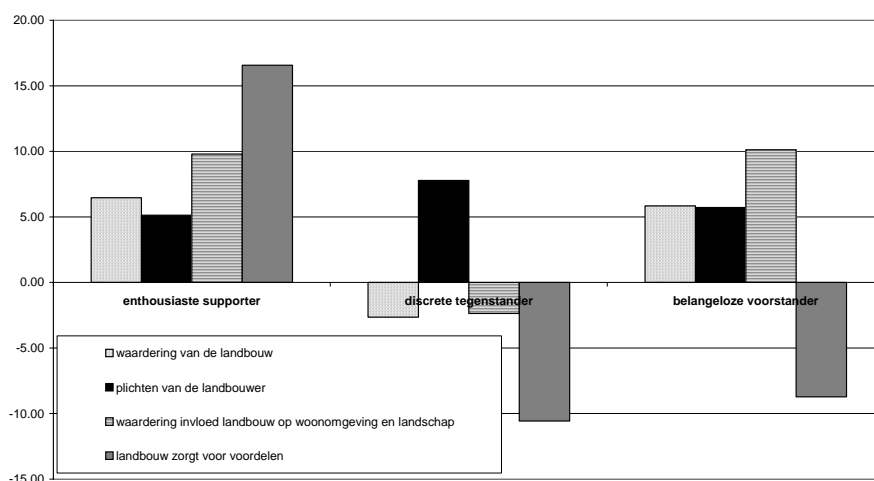 20.00
15.00
10.00
5.00
0.00
-5.00
-10.00
-15.00
enthousiaste supporter
discrete tegenstander
belangeloze voorstander
waardering van de landbouw
plichten van de landbouwer
waardering invloed landbouw op woonomgeving en landschap
landbouw zorgt voor voordelen